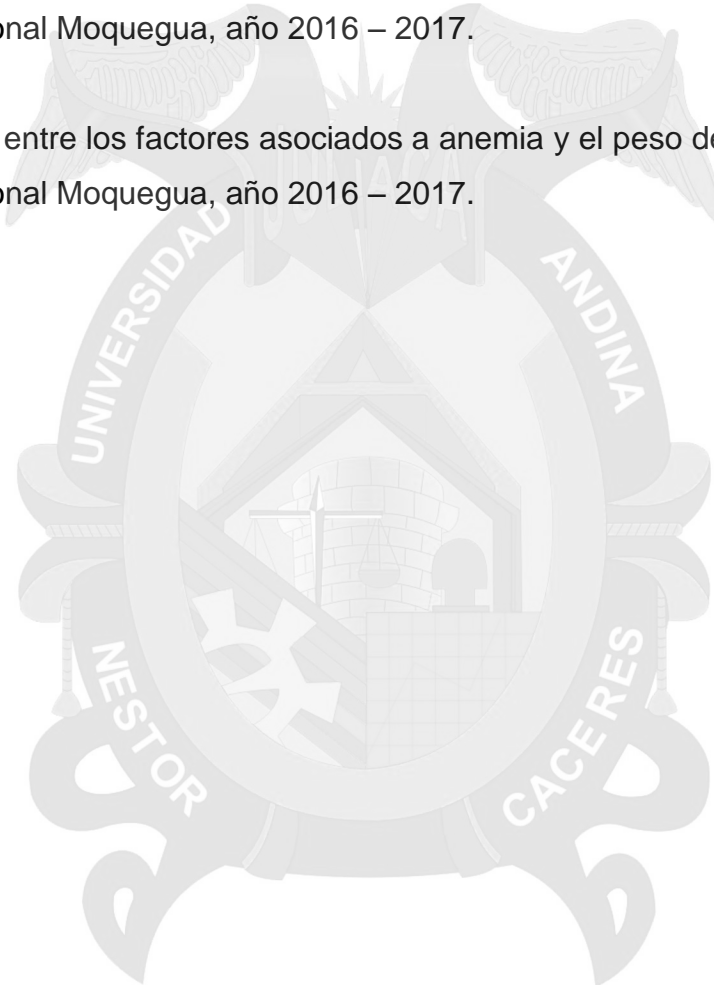 onal Moquegua, año 2016 – 2017.
entre los factores asociados a anemia y el peso de
onal Moquegua, año 2016 – 2017.
JULIACA
UNIVERSIDAD
ANDINA
NESTOR
CACERES